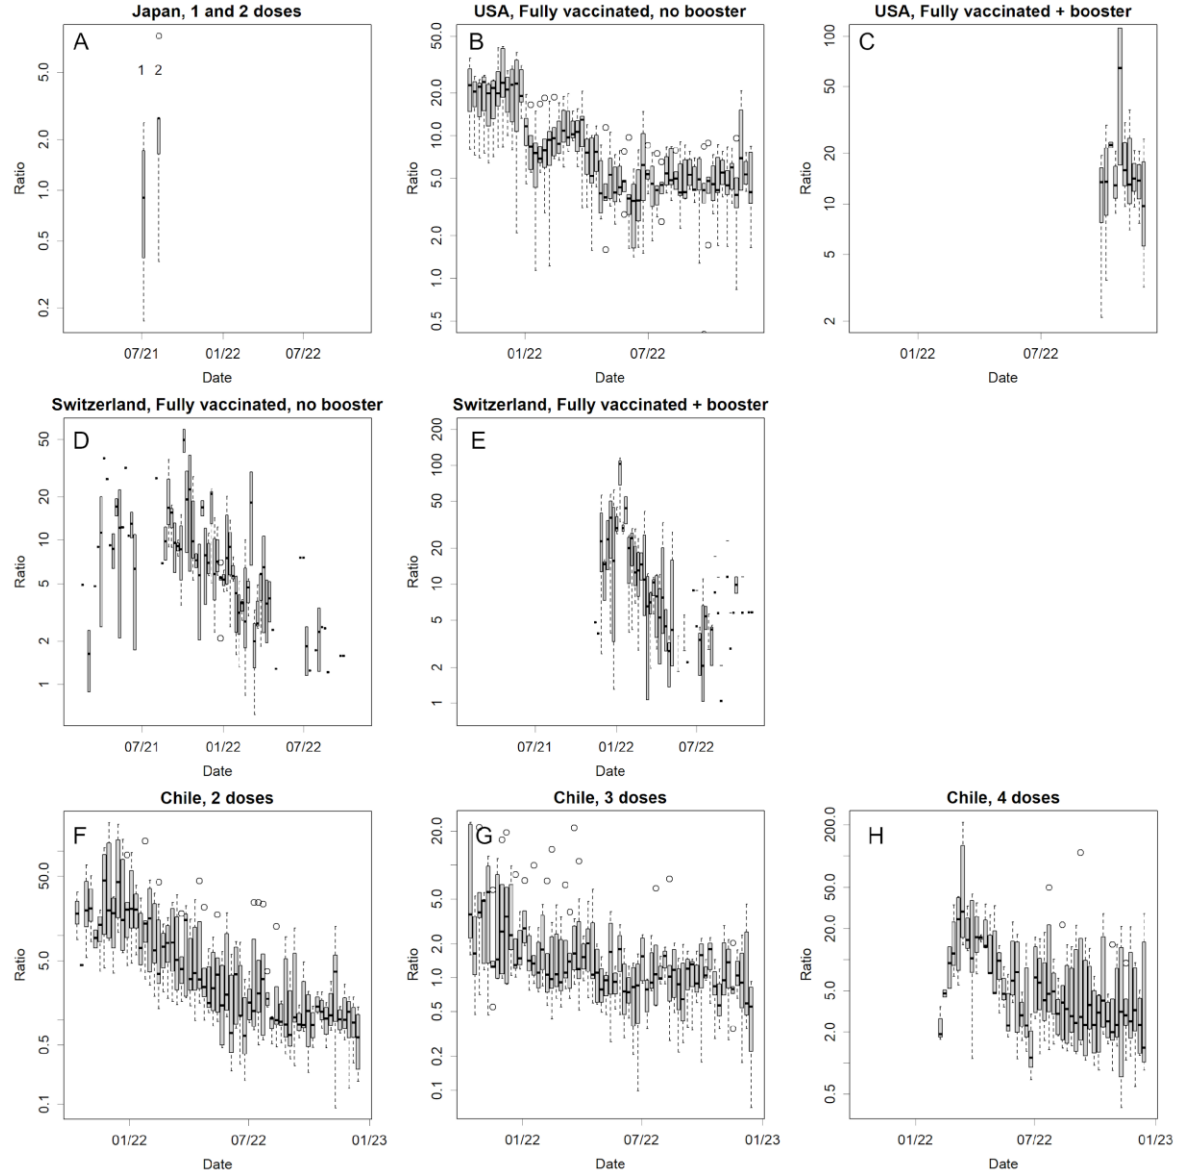 Japan, 1 and 2 doses
A
1 2
Ratio
5.0
2.0
1.0
0.5
0.2
07/21 01/22 07/22
Date
USA, Fully vaccinated, no booster
B
Ratio
50.0
20.0
10.0
5.0
2.0
1.0
0.5
01/22 07/22
Date
USA, Fully vaccinated + booster
C
Ratio
100
50
20
10
5
2
01/22 07/22
Date
Switzerland, Fully vaccinated, no booster
D
Ratio
50
20
10
5
2
1
07/21 01/22 07/22
Date
Switzerland, Fully vaccinated + booster
E
Ratio
200
100
50
20
10
5
2
1
07/21 01/22 07/22
Date
Chile, 2 doses
F
Ratio
50.0
5.0
0.5
0.1
01/22 07/22 01/23
Date
Chile, 3 doses
G
Ratio
20.0
5.0
2.0
1.0
0.5
0.2
0.1
01/22 07/22 01/23
Date
Chile, 4 doses
H
Ratio
200.0
50.0
20.0
5.0
2.0
0.5
01/22 07/22 01/23
Date